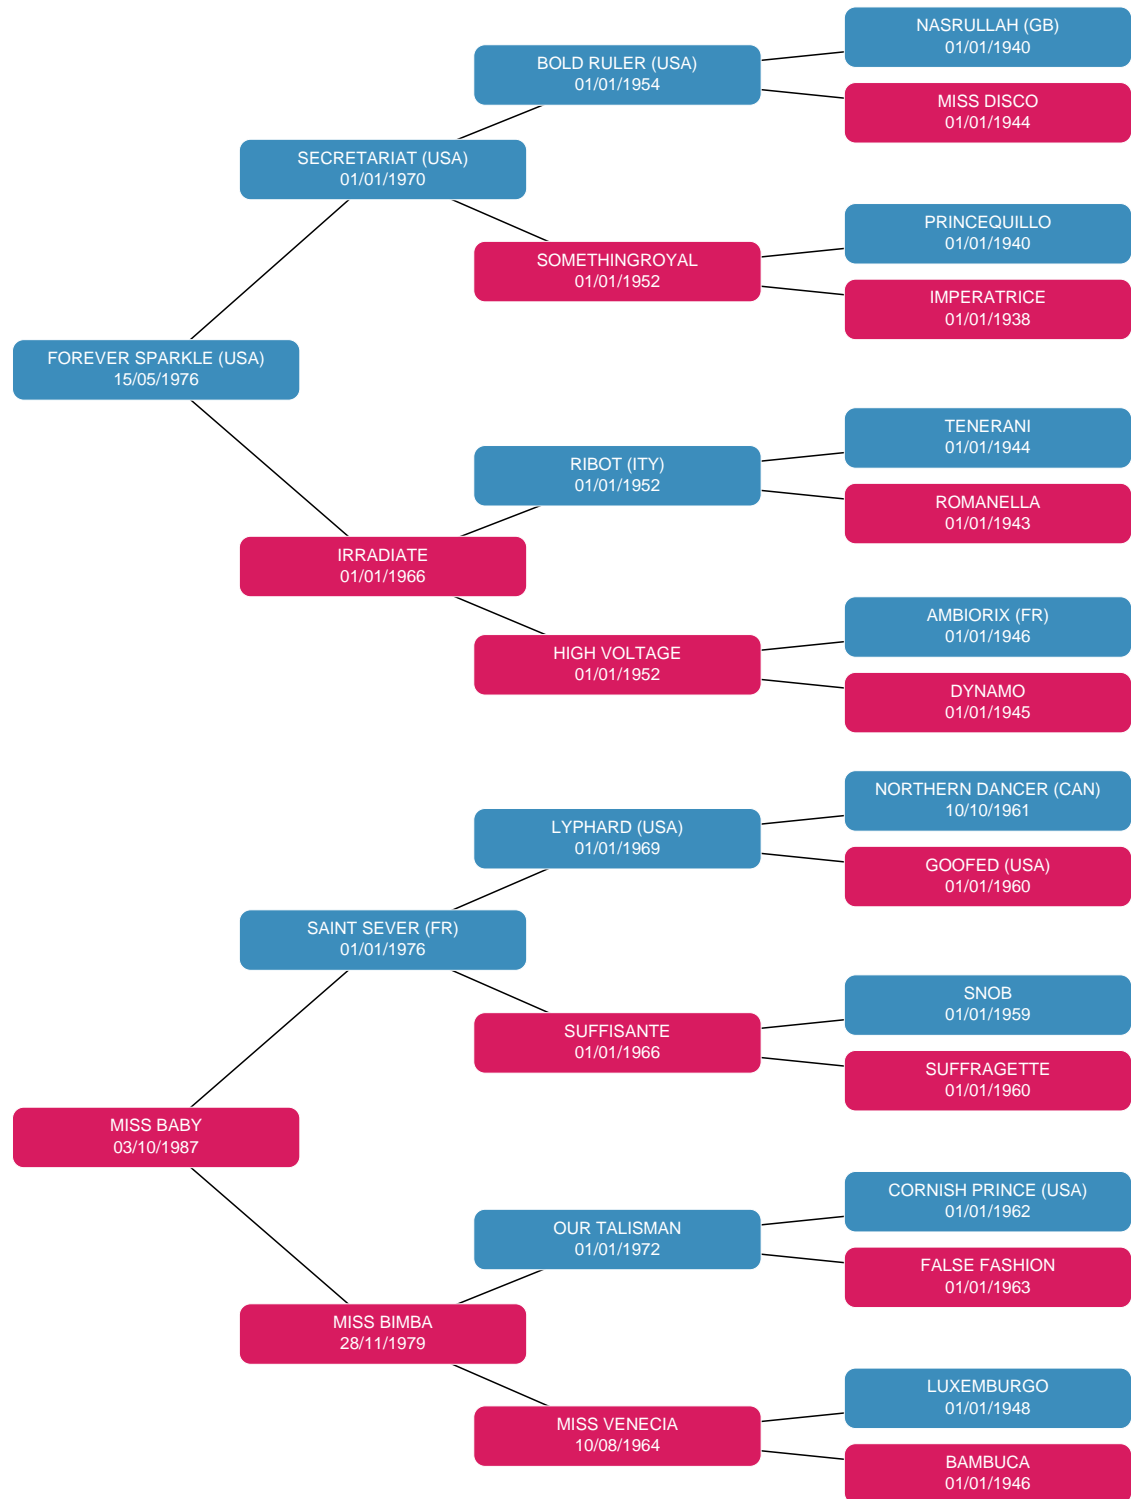 NASRULLAH (GB)
01/01/1940
BOLD RULER (USA)
01/01/1954
MISS DISCO
01/01/1944
SECRETARIAT (USA)
01/01/1970
PRINCEQUILLO
01/01/1940
SOMETHINGROYAL
01/01/1952
IMPERATRICE
01/01/1938
FOREVER SPARKLE (USA)
15/05/1976
TENERANI
01/01/1944
RIBOT (ITY)
01/01/1952
ROMANELLA
01/01/1943
IRRADIATE
01/01/1966
AMBIORIX (FR)
01/01/1946
HIGH VOLTAGE
01/01/1952
DYNAMO
01/01/1945
NORTHERN DANCER (CAN)
10/10/1961
LYPHARD (USA)
01/01/1969
GOOFED (USA)
01/01/1960
SAINT SEVER (FR)
01/01/1976
SNOB
01/01/1959
SUFFISANTE
01/01/1966
SUFFRAGETTE
01/01/1960
MISS BABY
03/10/1987
CORNISH PRINCE (USA)
01/01/1962
OUR TALISMAN
01/01/1972
FALSE FASHION
01/01/1963
MISS BIMBA
28/11/1979
LUXEMBURGO
01/01/1948
MISS VENECIA
10/08/1964
BAMBUCA
01/01/1946